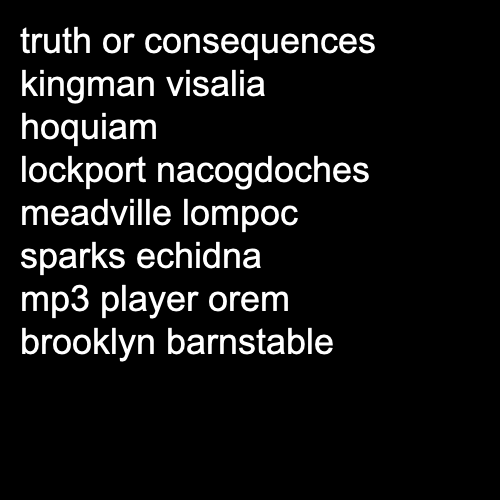 truth or consequences
kingman visalia
hoquiam
lockport nacogdoches
meadville lompoc
sparks echidna
mp3 player orem
brooklyn barnstable